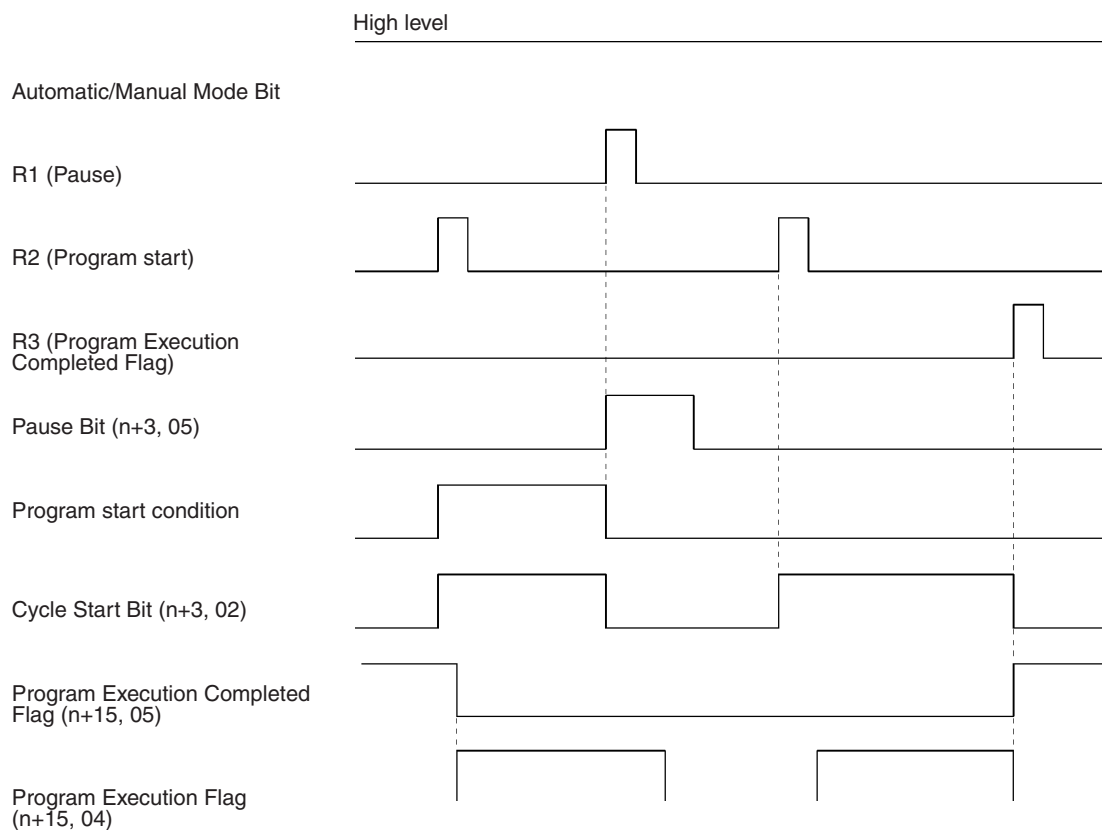 High level
Automatic/Manual Mode Bit
R1 (Pause)
R2 (Program start)
R3 (Program Execution
Completed Flag)
Pause Bit (n+3, 05)
Program start condition
Cycle Start Bit (n+3, 02)
Program Execution Completed
Flag (n+15, 05)
Program Execution Flag
(n+15, 04)